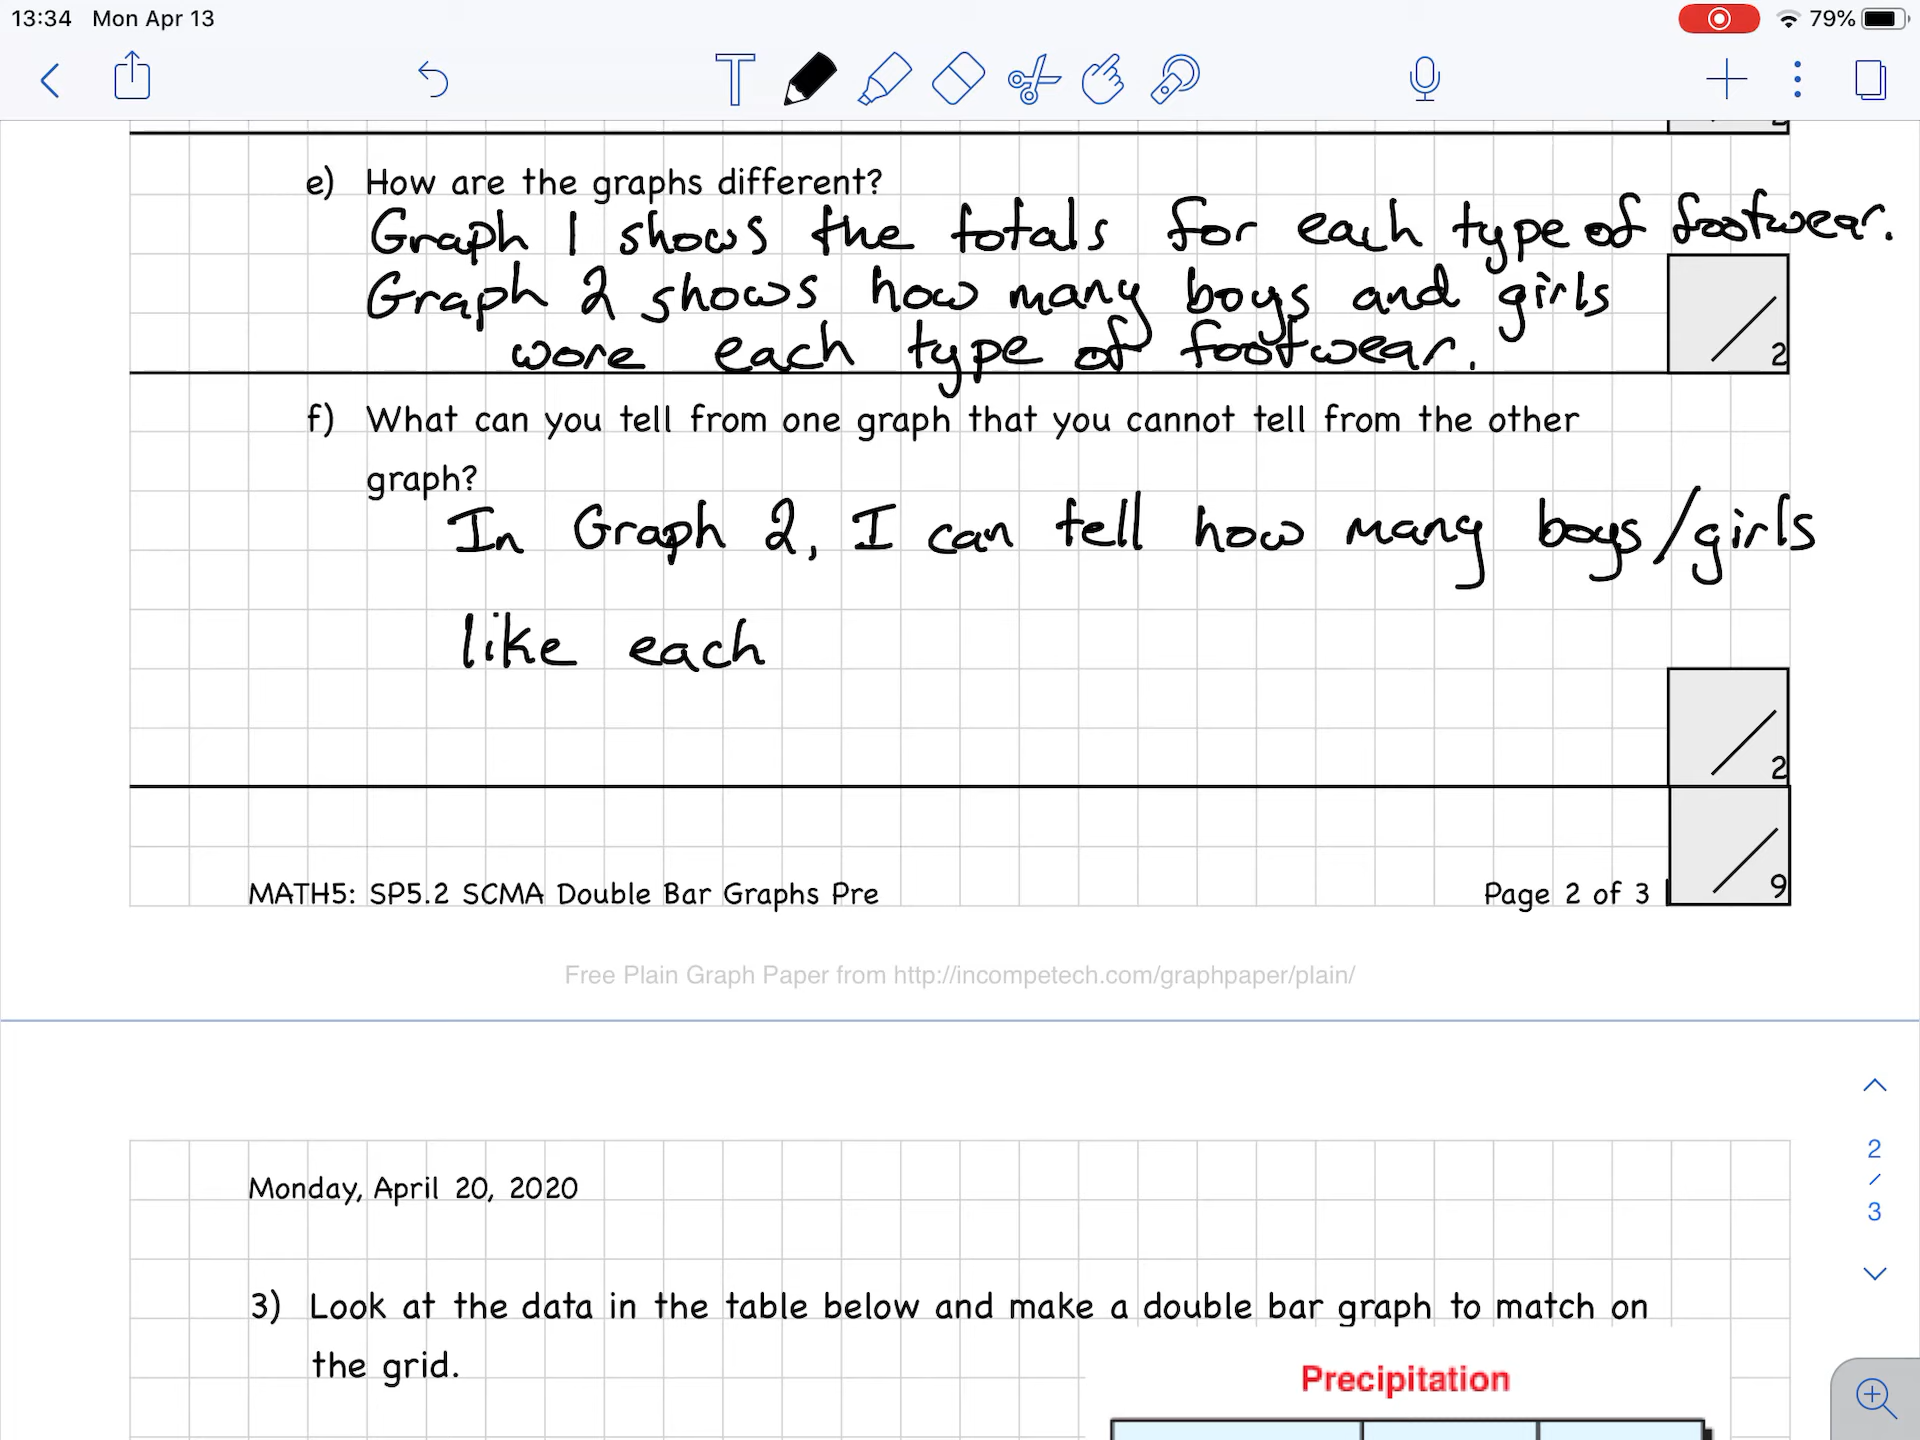 13:34 Mon Apr 13
79%
e) How are the graphs different?
Graph 1 shows the totals for each type of footwear.
Graph 2 shows how many boys and girls
wore each type of footwear.
2
f) What can you tell from one graph that you cannot tell from the other
graph?
In Graph 2, I can tell how many boys/girls
like each
2
9
MATH5: SP5.2 SCMA Double Bar Graphs Pre Page 2 of 3
Free Plain Graph Paper from http://incompetech.com/graphpaper/plain/
2
/
3
Monday, April 20, 2020
3) Look at the data in the table below and make a double bar graph to match on
the grid.
Precipitation